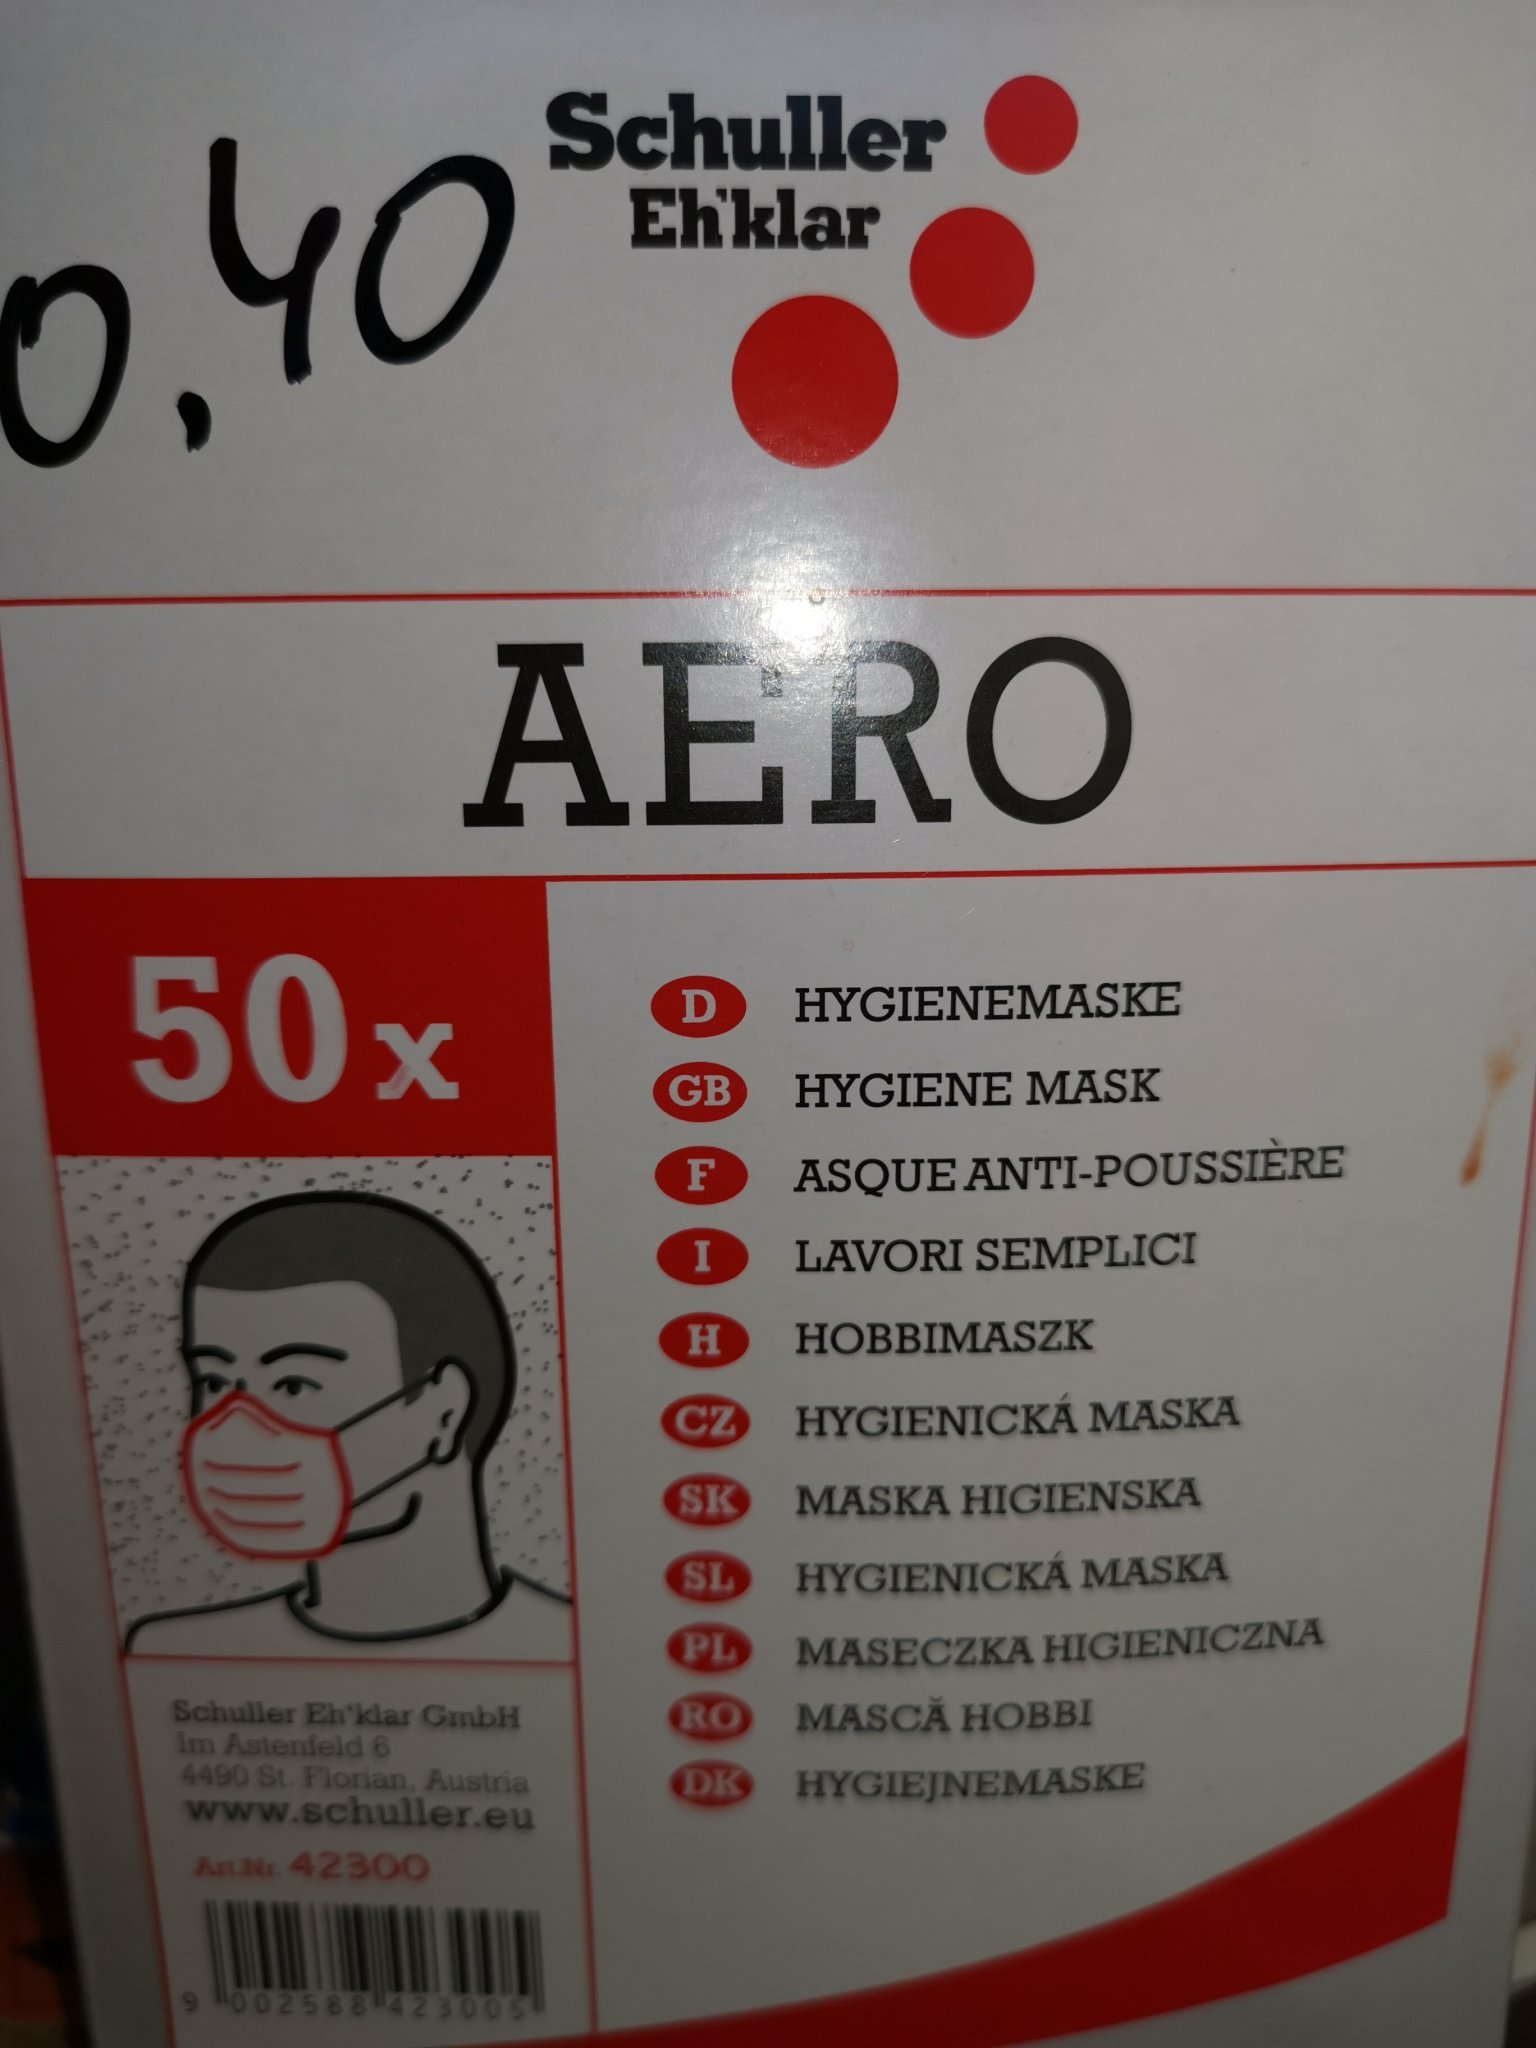 0.40
Schuller
Eh'klar
AERO
50 x
D HYGIENEMASKE
GB HYGIENE MASK
F ASQUE ANTI-POUSSIÈRE
I LAVORI SEMPLICI
H HOBBIMASZK
CZ HYGIENICKÁ MASKA
SK MASKA HIGIENSKA
SL HYGIENICKÁ MASKA
PL MASECZKA HIGIENICZNA
RO MASCĂ HOBBI
DK HYGIEJNEMASKE
Schuller Eh'klar GmbH
Im Astenfeld 6
4490 St. Florian, Austria
www.schuller.eu
Art.Nr. 42300
9 002588 423005